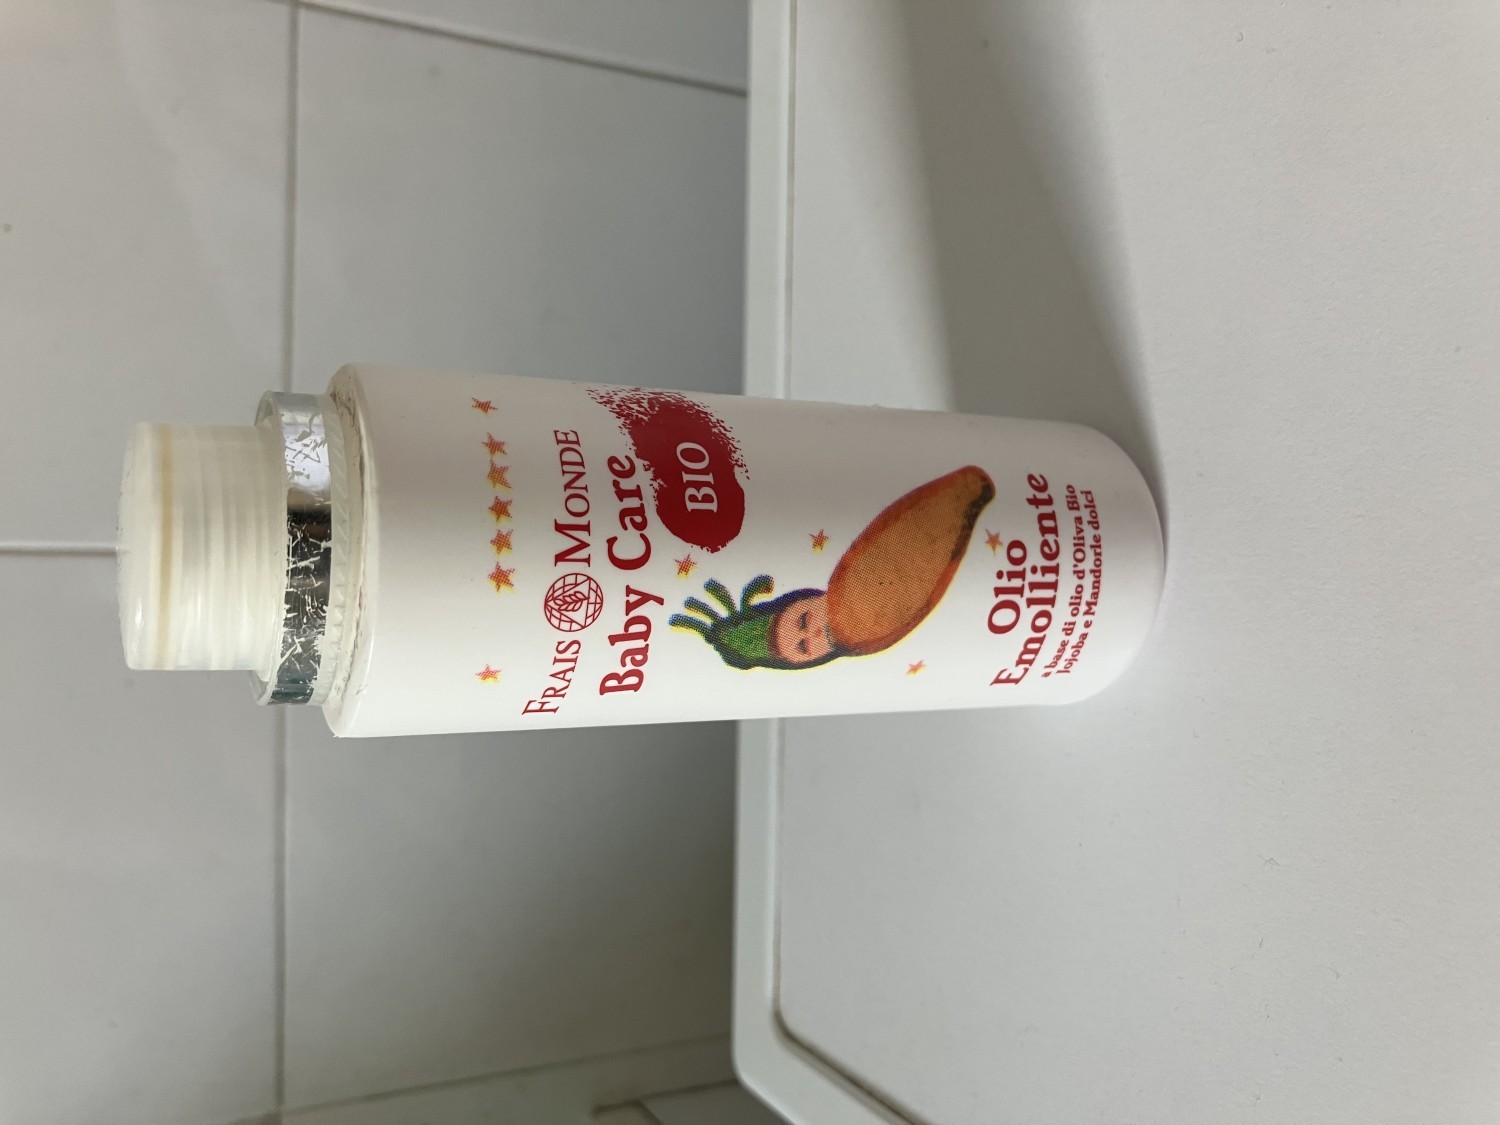 FRAIS MONDE
Baby Care
BIO
Olio
Emolliente
a base di olio d'Oliva Bio
Jojoba e Mandorle dolci